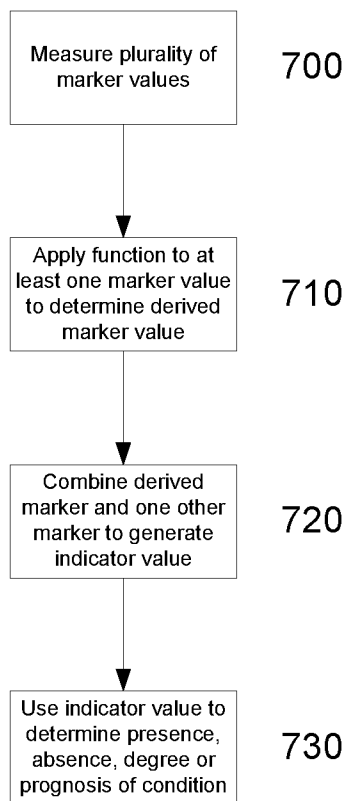 Measure plurality of
marker values
700
Apply function to at
least one marker value
to determine derived
marker value
710
Combine derived
marker and one other
marker to generate
indicator value
720
Use indicator value to
determine presence,
absence, degree or
prognosis of condition
730